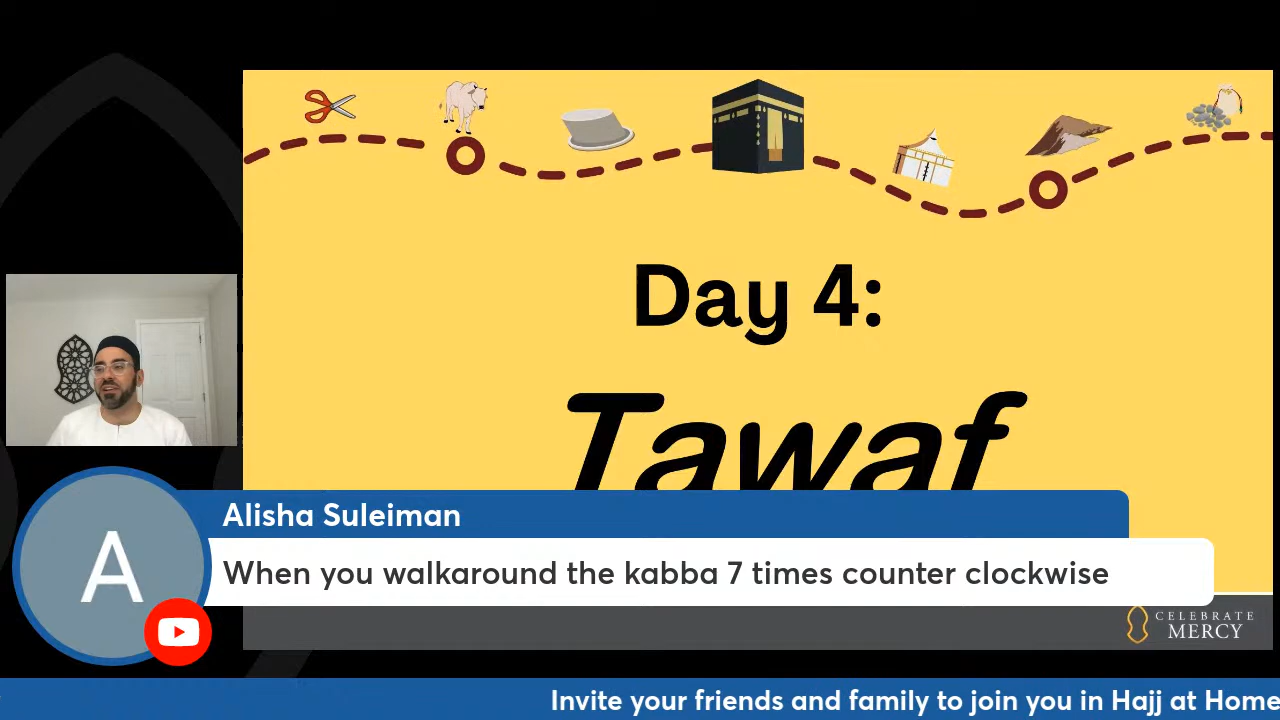 Day 4:
Tawaf
Alisha Suleiman
A
When you walkaround the kabba 7 times counter clockwise
CELEBRATE
MERCY
Invite your friends and family to join you in Hajj at Home